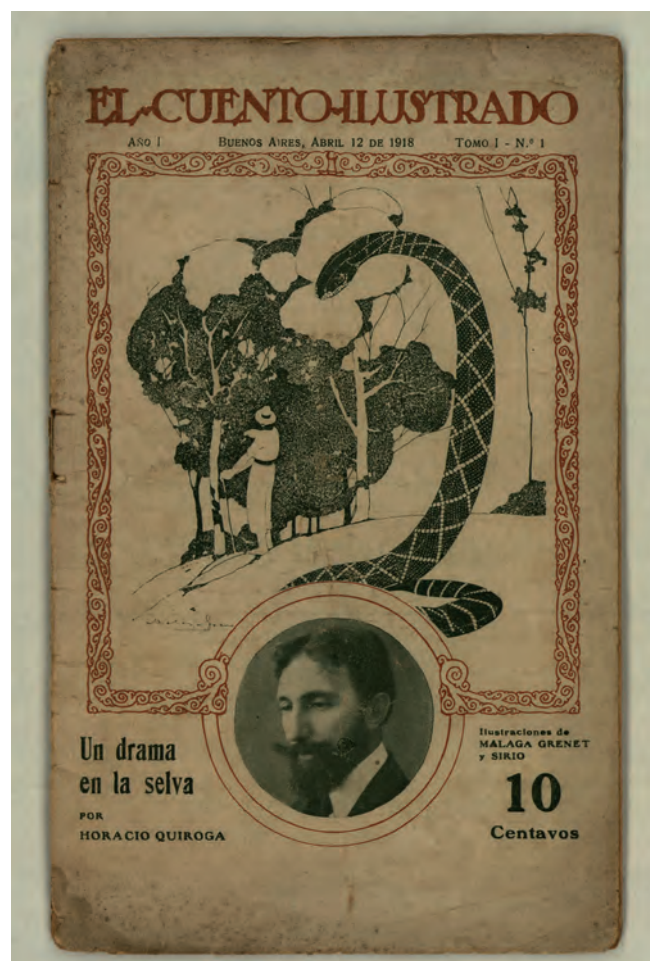 EL CUENTO ILUSTRADO
AÑO I BUENOS AIRES, ABRIL 12 DE 1918 TOMO I - N.º 1
Un drama
en la selva
POR
HORACIO QUIROGA
Ilustraciones de
MALAGA GRENET
y SIRIO
10
Centavos